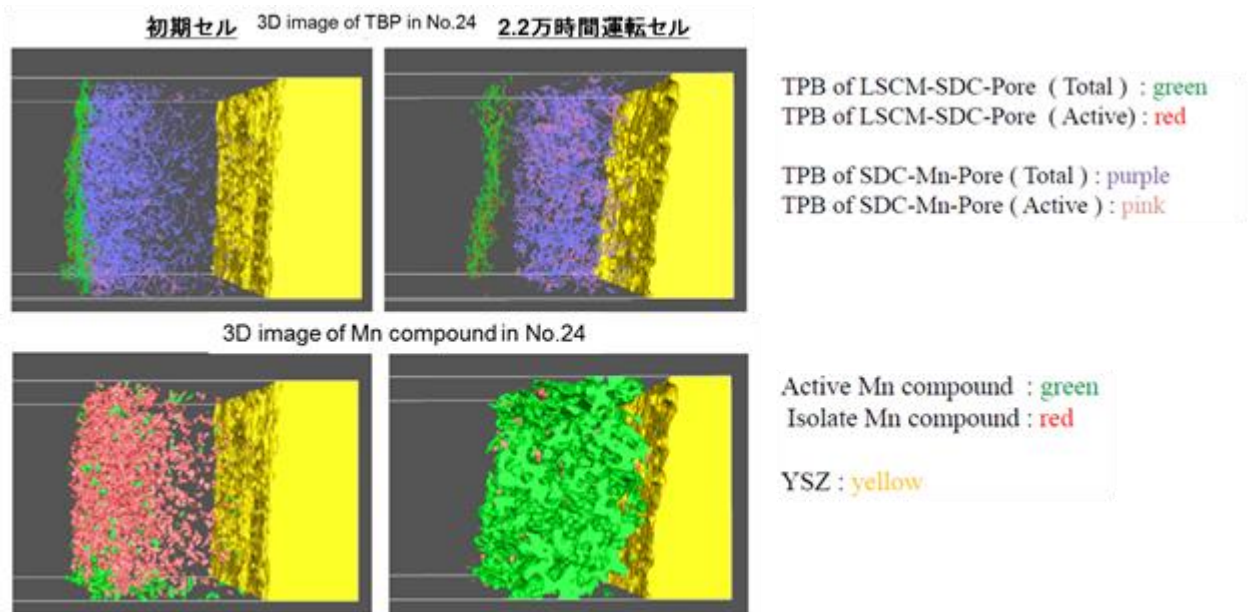 初期セル 3D image of TBP in No.24 2.2万時間運転セル
TPB of LSCM-SDC-Pore ( Total ) : green
TPB of LSCM-SDC-Pore ( Active) : red
TPB of SDC-Mn-Pore ( Total ) : purple
TPB of SDC-Mn-Pore ( Active ) : pink
3D image of Mn compound in No.24
Active Mn compound : green
Isolate Mn compound : red
YSZ : yellow